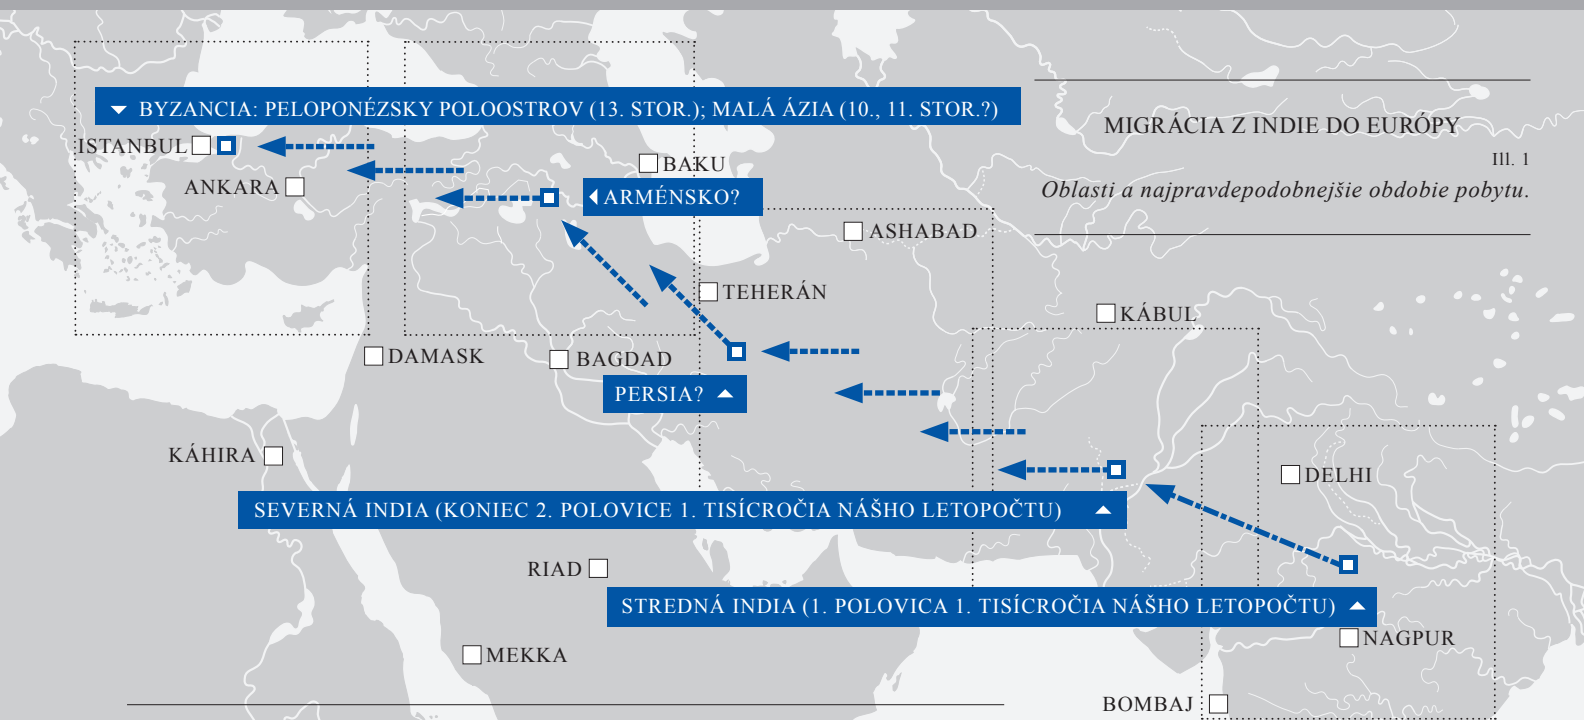 BYZANCIA: PELOPONÉZSKY POLOOSTROV (13. STOR.); MALÁ ÁZIA (10., 11. STOR.?)
MIGRÁCIA Z INDIE DO EURÓPY
Ill. 1
Oblasti a najpravdepodobnejšie obdobie pobytu.
ISTANBUL
ANKARA
BAKU
ARMÉNSKO?
ASHABAD
TEHERÁN
KÁBUL
DAMASK
BAGDAD
PERSIA?
KÁHIRA
DELHI
SEVERNÁ INDIA (KONIEC 2. POLOVICE 1. TISÍCROČIA NÁŠHO LETOPOČTU)
RIAD
STREDNÁ INDIA (1. POLOVICA 1. TISÍCROČIA NÁŠHO LETOPOČTU)
NAGPUR
MEKKA
BOMBAJ